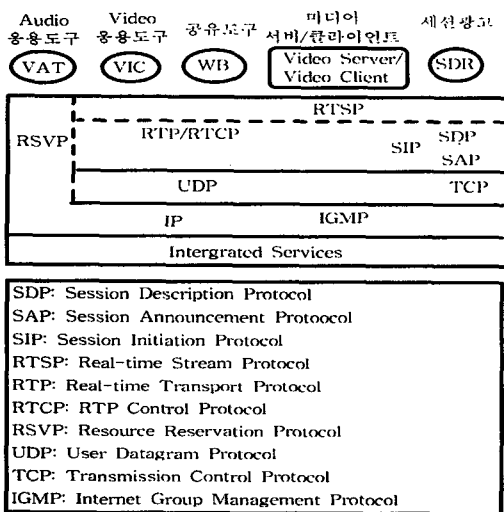 Audio 응용도구
Video 응용도구
공유도구
미디어 서버/클라이언트
세션광고
VAT
VIC
WB
Video Server/
Video Client
SDR
RTSP
RSVP
RTP/RTCP
SIP
SDP
SAP
UDP
TCP
IP
IGMP
Intergrated Services
SDP: Session Description Protocol
SAP: Session Announcement Protoocol
SIP: Session Initiation Protocol
RTSP: Real-time Stream Protocol
RTP: Real-time Transport Protocol
RTCP: RTP Control Protocol
RSVP: Resource Reservation Protocol
UDP: User Datagram Protocol
TCP: Transmission Control Protocol
IGMP: Internet Group Management Protocol